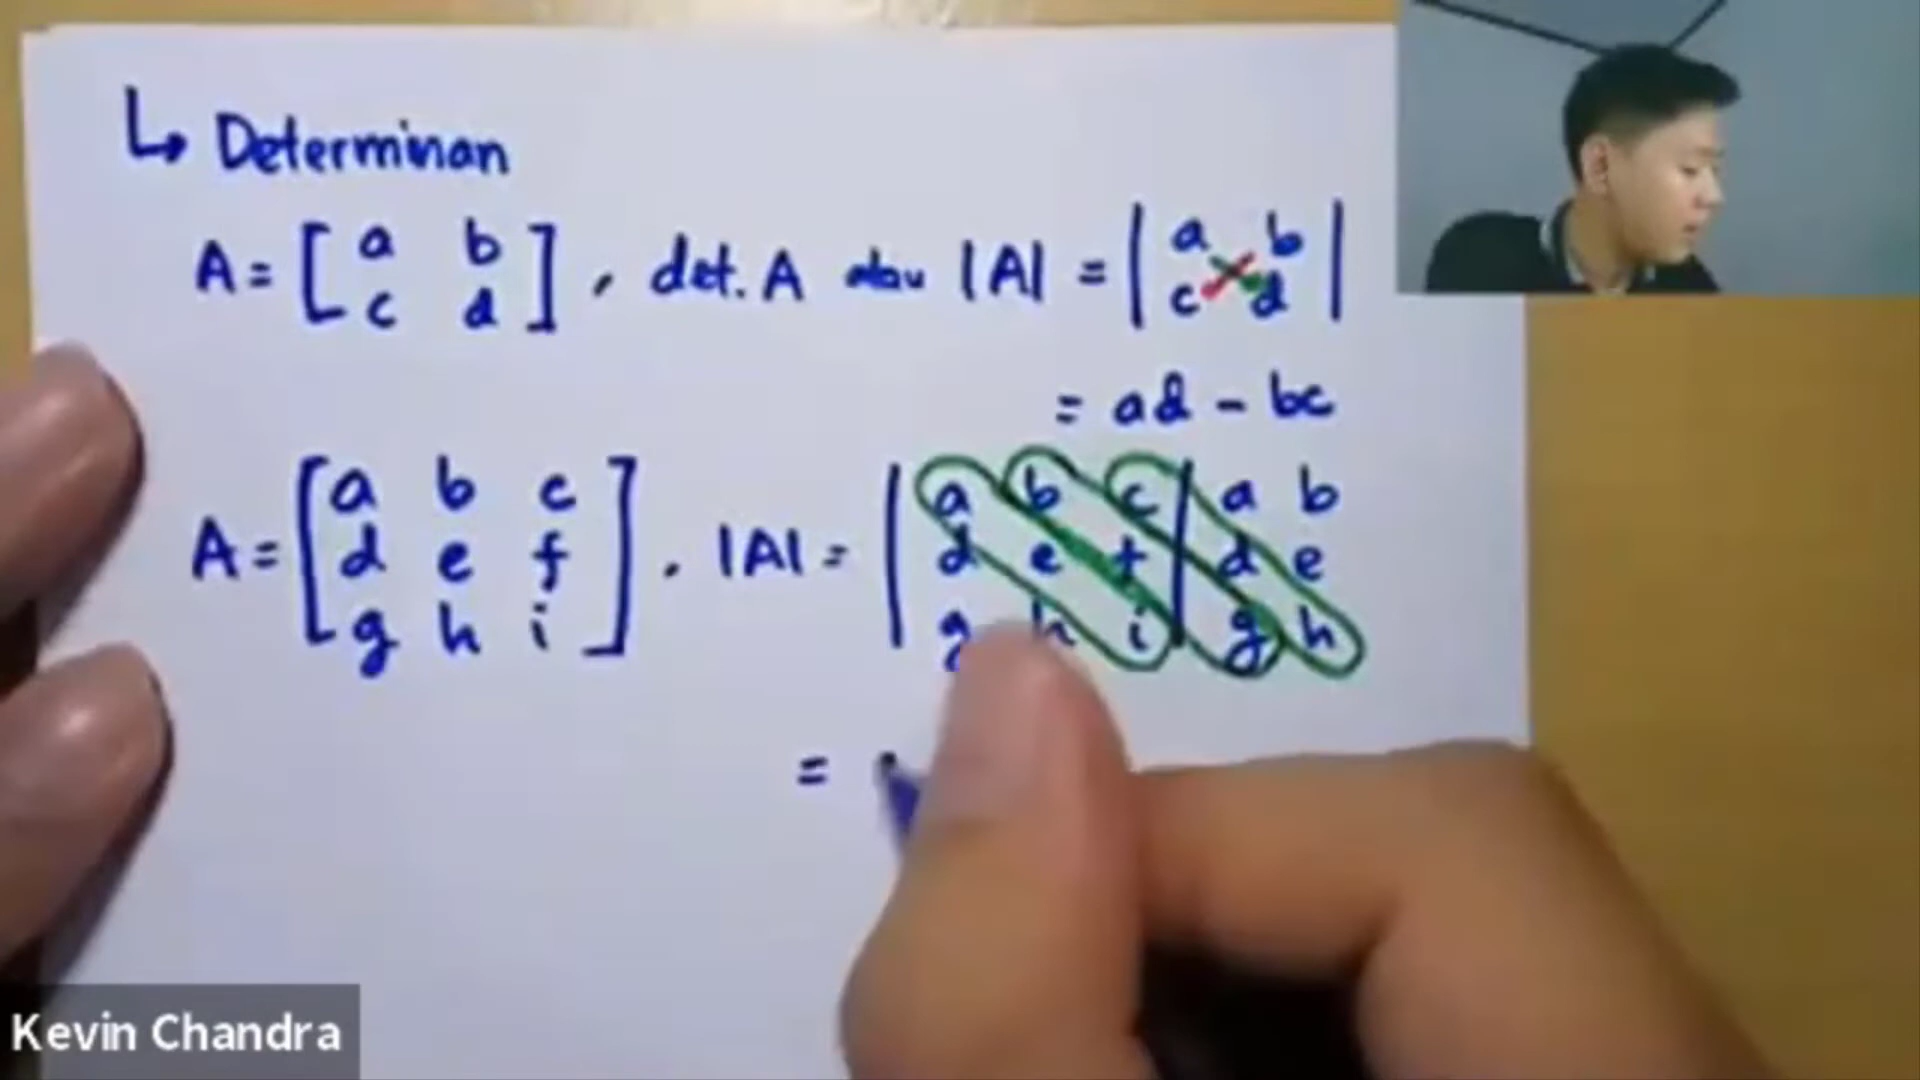 ↳ Determinan
A = [ a b ] , det. A atau |A| = | a b |
c d c d
= ad - bc
A = [ a b c ] . |A| = | a b c | a b
d e f d e f d e
g h i g h i g h
=
Kevin Chandra